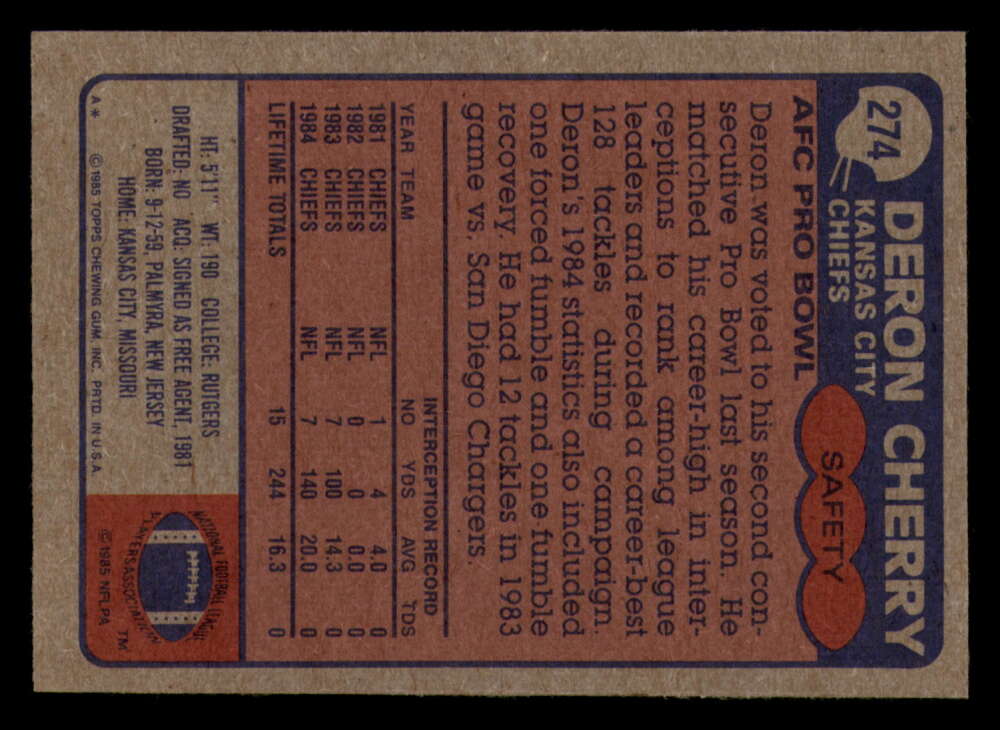 274
DERON CHERRY
KANSAS CITY
CHIEFS
SAFETY
AFC PRO BOWL
Deron was voted to his second con-
secutive Pro Bowl last season. He
matched his career-high in inter-
ceptions to rank among league
leaders and recorded a career-best
128 tackles during campaign.
Deron's 1984 statistics also included
one forced fumble and one fumble
recovery. He had 12 tackles in 1983
game vs. San Diego Chargers.
INTERCEPTION RECORD
YEAR TEAM NO YDS AVG TDS
1981 CHIEFS NFL 1 4 4.0 0
1982 CHIEFS NFL 0 0 0.0 0
1983 CHIEFS NFL 7 100 14.3 0
1984 CHIEFS NFL 7 140 20.0 0
LIFETIME TOTALS 15 244 16.3 0
HT: 5'11" WT: 190 COLLEGE: RUTGERS
DRAFTED: NO ACQ: SIGNED AS FREE AGENT, 1981
BORN: 9-12-59, PALMYRA, NEW JERSEY
HOME: KANSAS CITY, MISSOURI
A* © 1985 TOPPS CHEWING GUM, INC. PRTD. IN U.S.A.
NATIONAL FOOTBALL LEAGUE
PLAYERS ASSOCIATION
TM
© 1985 NFLPA